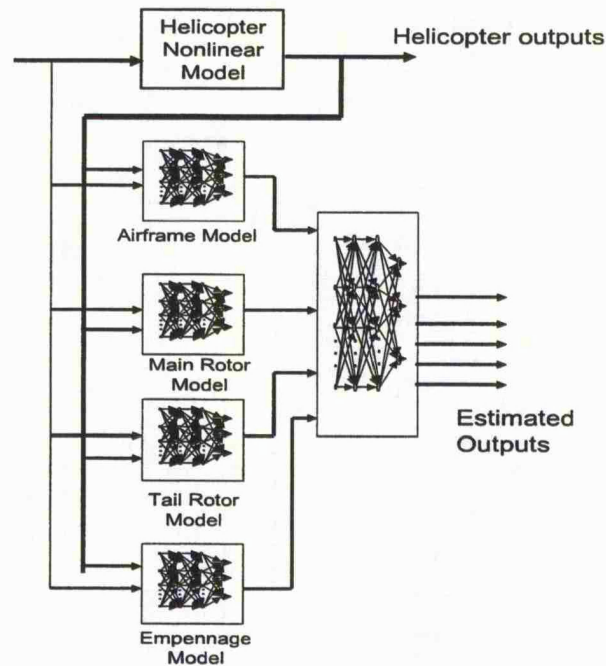 Helicopter
Nonlinear
Model
Helicopter outputs
Airframe Model
Main Rotor
Model
Tail Rotor
Model
Empennage
Model
Estimated
Outputs